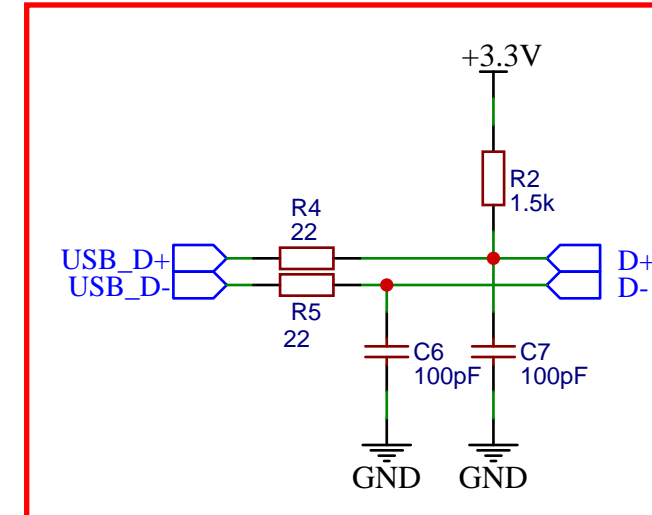 +3.3V
R2
1.5k
R4
22
USB_D+
D+
USB_D-
D-
R5
22
C6
100pF
C7
100pF
GND
GND